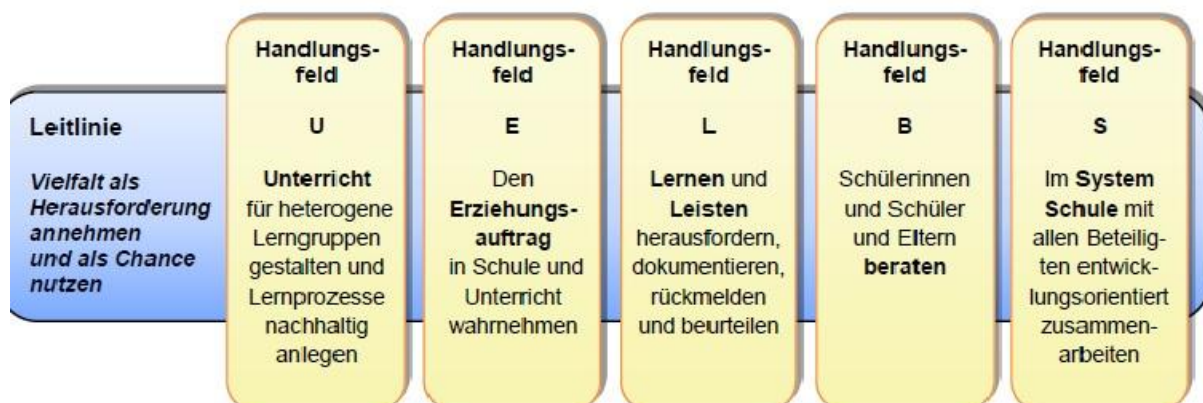 Leitlinie
Vielfalt als
Herausforderung
annehmen
und als Chance
nutzen
Handlungs-
feld
U
Unterricht
für heterogene
Lerngruppen
gestalten und
Lernprozesse
nachhaltig
anlegen
Handlungs-
feld
E
Den
Erziehungs-
auftrag
in Schule und
Unterricht
wahrnehmen
Handlungs-
feld
L
Lernen und
Leisten
herausfordern,
dokumentieren,
rückmelden
und beurteilen
Handlungs-
feld
B
Schülerinnen
und Schüler
und Eltern
beraten
Handlungs-
feld
S
Im System
Schule mit
allen Beteilig-
ten entwick-
lungsorientiert
zusammen-
arbeiten